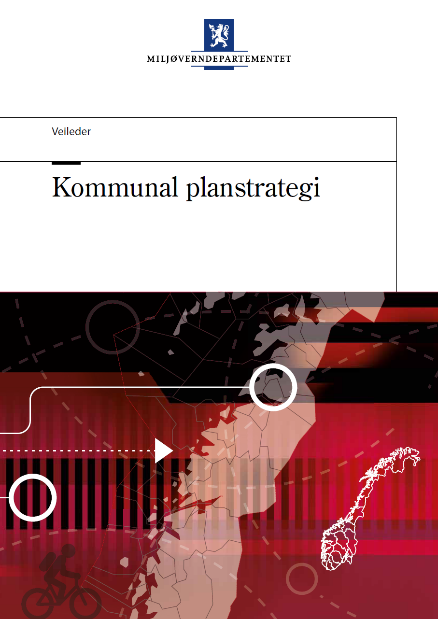 MILJØVERNDEPARTEMENTET
Veileder
Kommunal planstrategi